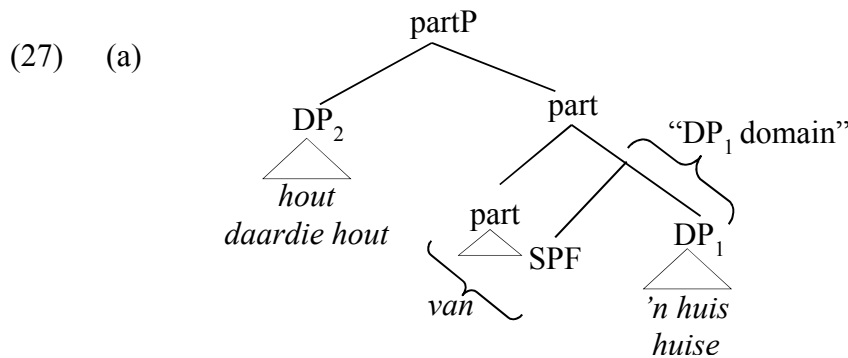 partP
(27) (a)
DP₂ part “DP₁ domain”
hout
daardie hout
part SPF DP₁
van
’n huis
huise